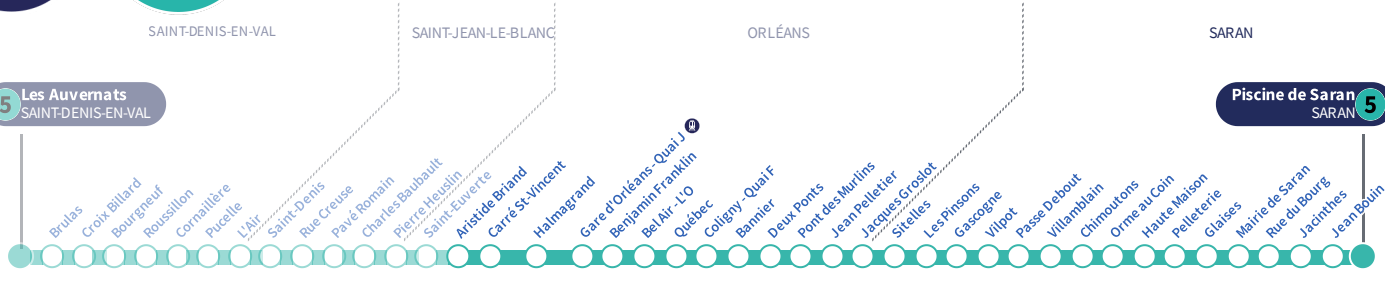 SAINT-DENIS-EN-VAL
SAINT-JEAN-LE-BLANC
ORLÉANS
SARAN
5
Les Auvernats
SAINT-DENIS-EN-VAL
Piscine de Saran
SARAN
5
Brulas
Croix Billard
Bourgneuf
Roussillon
Cornaillère
Pucelle
L'Air
Saint-Denis
Rue Creuse
Pavé Romain
Charles Baubault
Pierre Heuslin
Saint-Euverte
Aristide Briand
Carré St-Vincent
Halmagrand
Gare d'Orléans - Quai J
Benjamin Franklin
Bel Air - L'O
Québec
Coligny - Quai F
Bannier
Deux Ponts
Pont des Murlins
Jean Pelletier
Jacques Groslot
Sitelles
Les Pinsons
Gascogne
Vilpot
Passe Debout
Villamblain
Chimoutons
Orme au Coin
Haute Maison
Pelleterie
Glaises
Mairie de Saran
Rue du Bourg
Jacinthes
Jean Bouin